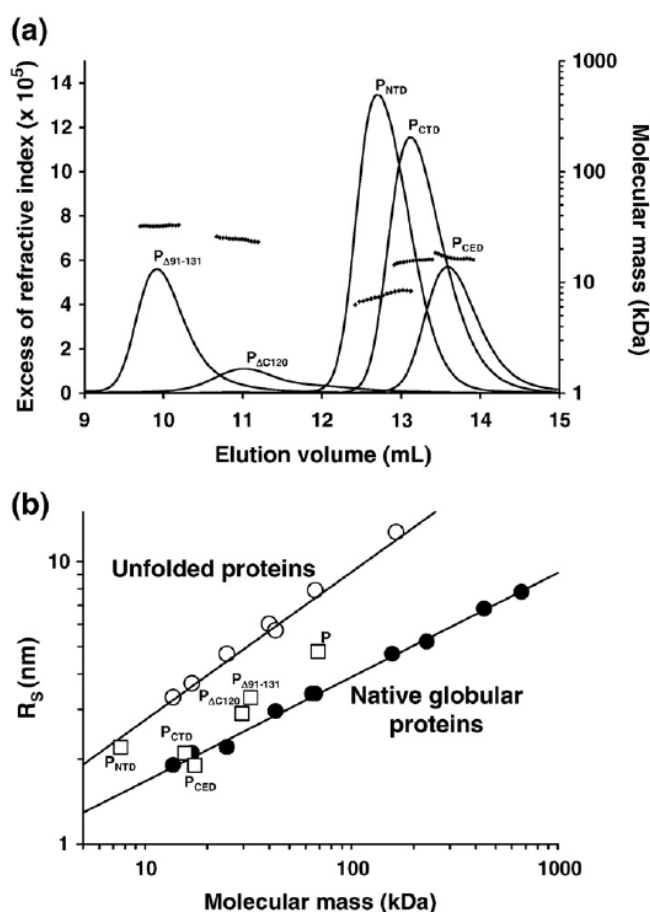 (a)
Excess of refractive index (x 10⁵)
14
12
10
8
6
4
2
0
P_NTD
P_CTD
P_CED
P_Δ91-131
P_ΔC120
1000
100
10
1
Molecular mass (kDa)
9 10 11 12 13 14 15
Elution volume (mL)
(b)
R_S (nm)
10
1
Unfolded proteins
P
P_Δ91-131
P_ΔC120
Native globular
proteins
P_CTD
P_NTD
P_CED
10 100 1000
Molecular mass (kDa)